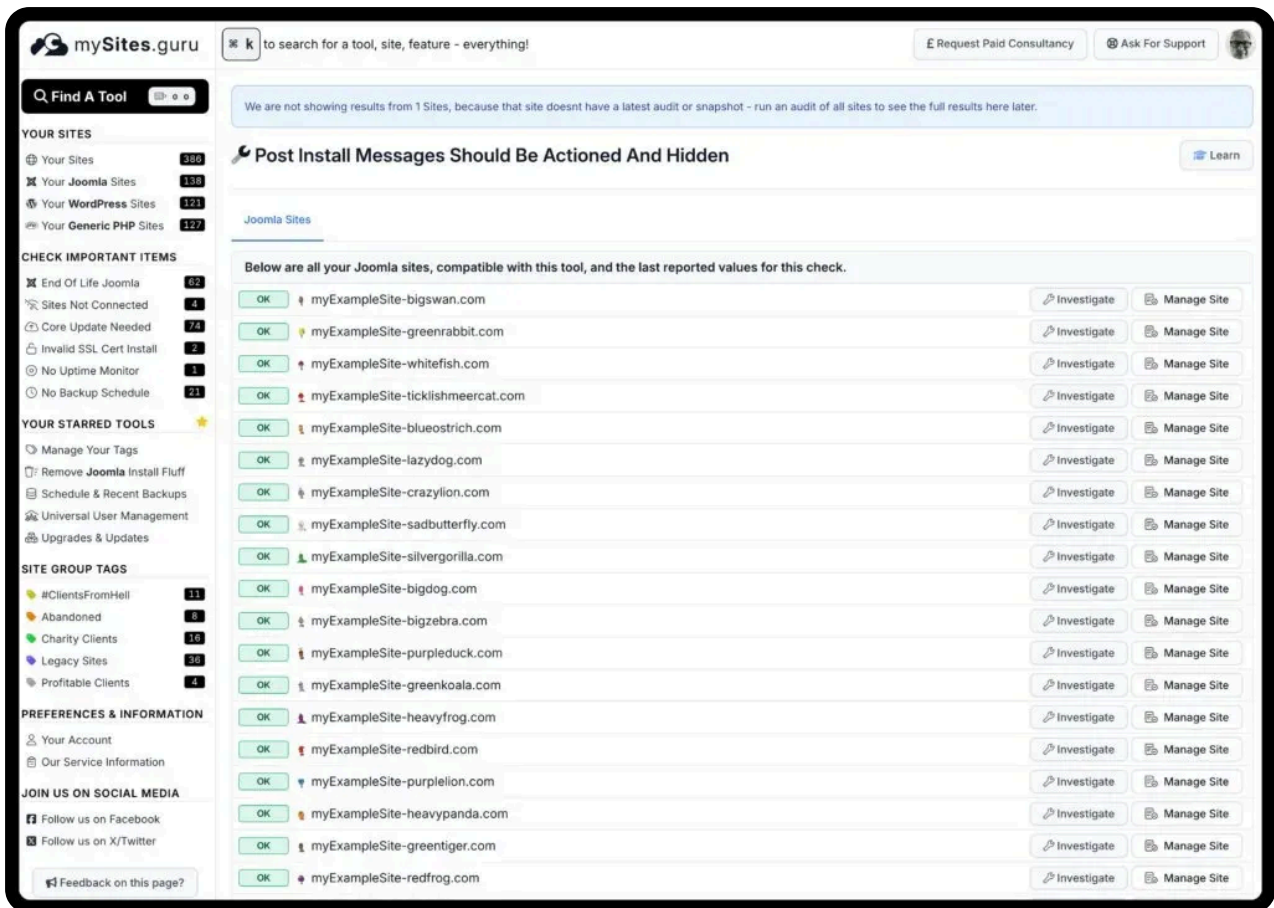 mySites.guru
⌘ k to search for a tool, site, feature - everything!
£ Request Paid Consultancy
Ask For Support
Find A Tool
We are not showing results from 1 Sites, because that site doesnt have a latest audit or snapshot - run an audit of all sites to see the full results here later.
YOUR SITES
Your Sites 386
Your Joomla Sites 138
Your WordPress Sites 121
Your Generic PHP Sites 127
CHECK IMPORTANT ITEMS
End Of Life Joomla 62
Sites Not Connected 4
Core Update Needed 74
Invalid SSL Cert Install 2
No Uptime Monitor 1
No Backup Schedule 21
YOUR STARRED TOOLS
Manage Your Tags
Remove Joomla Install Fluff
Schedule & Recent Backups
Universal User Management
Upgrades & Updates
SITE GROUP TAGS
#ClientsFromHell 11
Abandoned 8
Charity Clients 16
Legacy Sites 36
Profitable Clients 4
PREFERENCES & INFORMATION
Your Account
Our Service Information
JOIN US ON SOCIAL MEDIA
Follow us on Facebook
Follow us on X/Twitter
Feedback on this page?
Post Install Messages Should Be Actioned And Hidden
Learn
Joomla Sites
Below are all your Joomla sites, compatible with this tool, and the last reported values for this check.
OK myExampleSite-bigswan.com Investigate Manage Site
OK myExampleSite-greenrabbit.com Investigate Manage Site
OK myExampleSite-whitefish.com Investigate Manage Site
OK myExampleSite-ticklishmeercat.com Investigate Manage Site
OK myExampleSite-blueostrich.com Investigate Manage Site
OK myExampleSite-lazydog.com Investigate Manage Site
OK myExampleSite-crazylion.com Investigate Manage Site
OK myExampleSite-sadbutterfly.com Investigate Manage Site
OK myExampleSite-silvergorilla.com Investigate Manage Site
OK myExampleSite-bigdog.com Investigate Manage Site
OK myExampleSite-bigzebra.com Investigate Manage Site
OK myExampleSite-purpleduck.com Investigate Manage Site
OK myExampleSite-greenkoala.com Investigate Manage Site
OK myExampleSite-heavyfrog.com Investigate Manage Site
OK myExampleSite-redbird.com Investigate Manage Site
OK myExampleSite-purplelion.com Investigate Manage Site
OK myExampleSite-heavypanda.com Investigate Manage Site
OK myExampleSite-greentiger.com Investigate Manage Site
OK myExampleSite-redfrog.com Investigate Manage Site